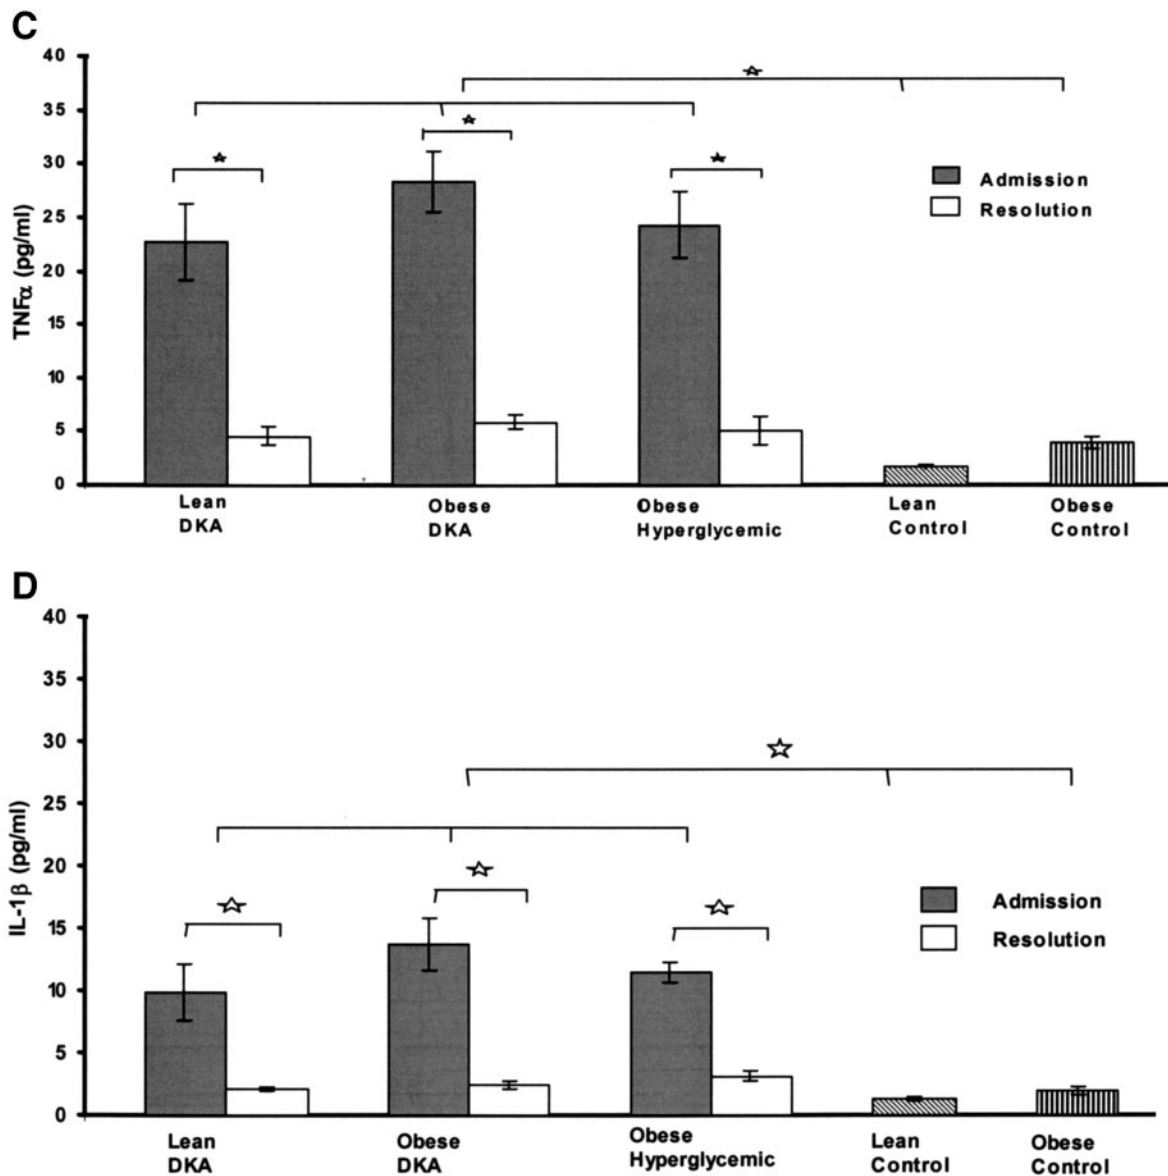 C
40
35
30
25
20
15
10
5
0
TNFα (pg/ml)
Admission
Resolution
Lean
DKA
Obese
DKA
Obese
Hyperglycemic
Lean
Control
Obese
Control
D
40
35
30
25
20
15
10
5
0
IL-1β (pg/ml)
Admission
Resolution
Lean
DKA
Obese
DKA
Obese
Hyperglycemic
Lean
Control
Obese
Control